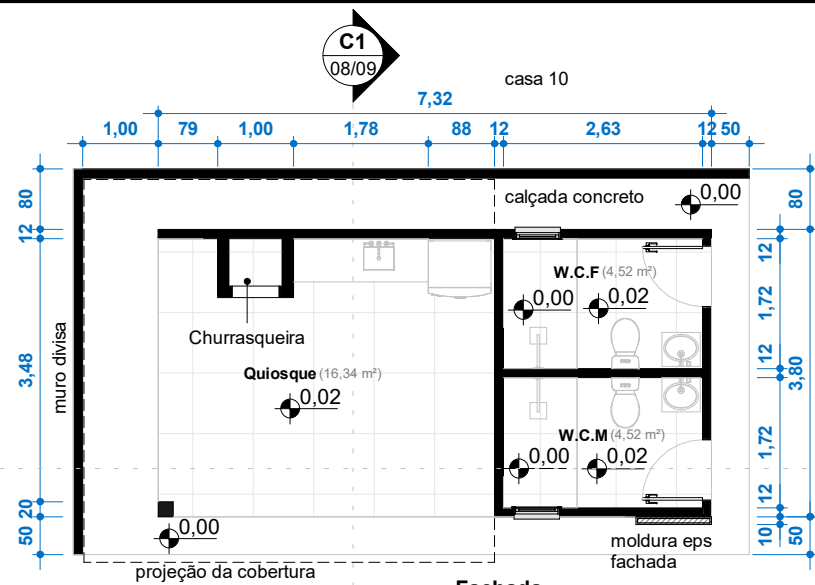 C1
08/09
casa 10
7,32
1,00 79 1,00 1,78 88 12 2,63 12 50
80
12
3,48
20
50
muro divisa
calçada concreto
0,00
W.C.F (4,52 m²)
0,00
0,02
Churrasqueira
Quiosque (16,34 m²)
0,02
W.C.M (4,52 m²)
0,00
0,02
0,00
12
1,72
12
1,72
12
10
80
3,80
50
moldura eps
fachada
projeção da cobertura